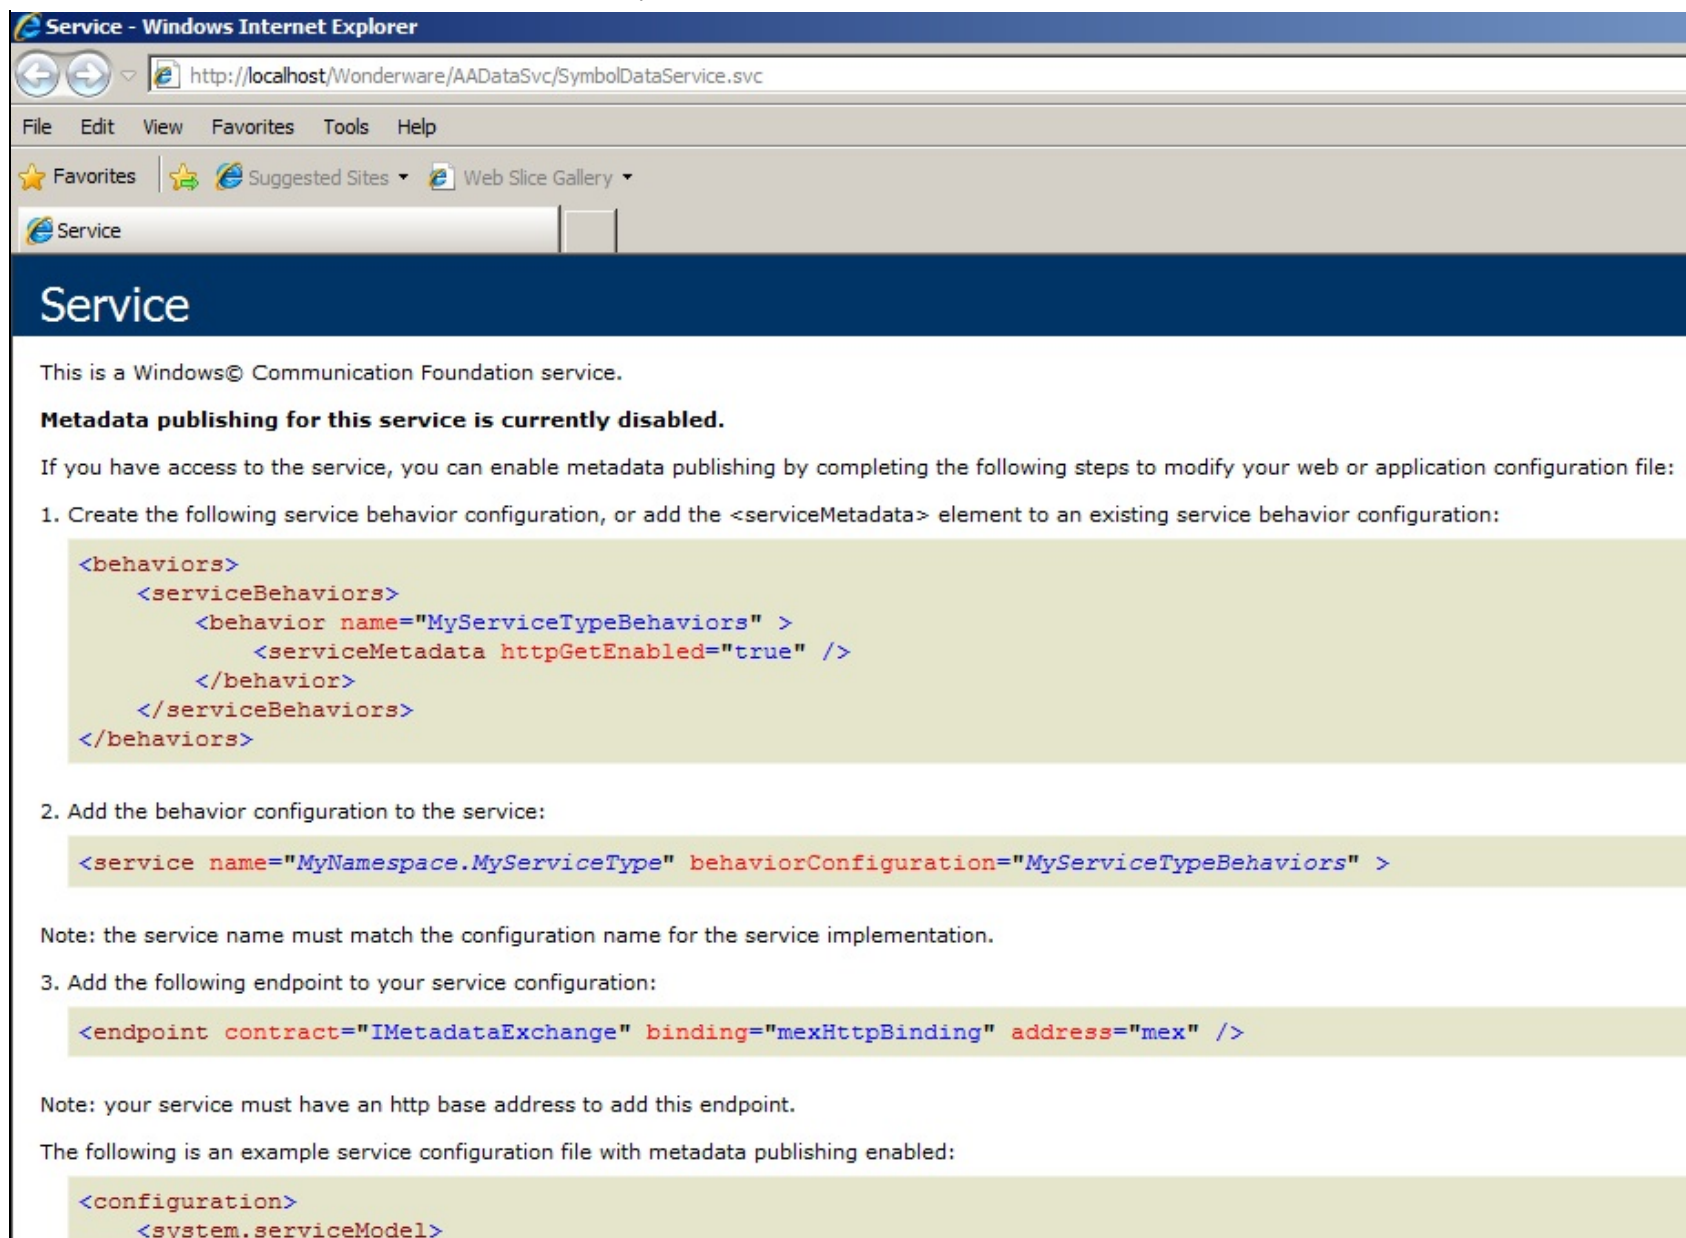 Service - Windows Internet Explorer
http://localhost/Wonderware/AADataSvc/SymbolDataService.svc
File Edit View Favorites Tools Help
Favorites Suggested Sites Web Slice Gallery
Service
Service
This is a Windows© Communication Foundation service.
Metadata publishing for this service is currently disabled.
If you have access to the service, you can enable metadata publishing by completing the following steps to modify your web or application configuration file:
1. Create the following service behavior configuration, or add the <serviceMetadata> element to an existing service behavior configuration:
<behaviors>
<serviceBehaviors>
<behavior name="MyServiceTypeBehaviors" >
<serviceMetadata httpGetEnabled="true" />
</behavior>
</serviceBehaviors>
</behaviors>
2. Add the behavior configuration to the service:
<service name="MyNamespace.MyServiceType" behaviorConfiguration="MyServiceTypeBehaviors" >
Note: the service name must match the configuration name for the service implementation.
3. Add the following endpoint to your service configuration:
<endpoint contract="IMetadataExchange" binding="mexHttpBinding" address="mex" />
Note: your service must have an http base address to add this endpoint.
The following is an example service configuration file with metadata publishing enabled:
<configuration>
<system.serviceModel>